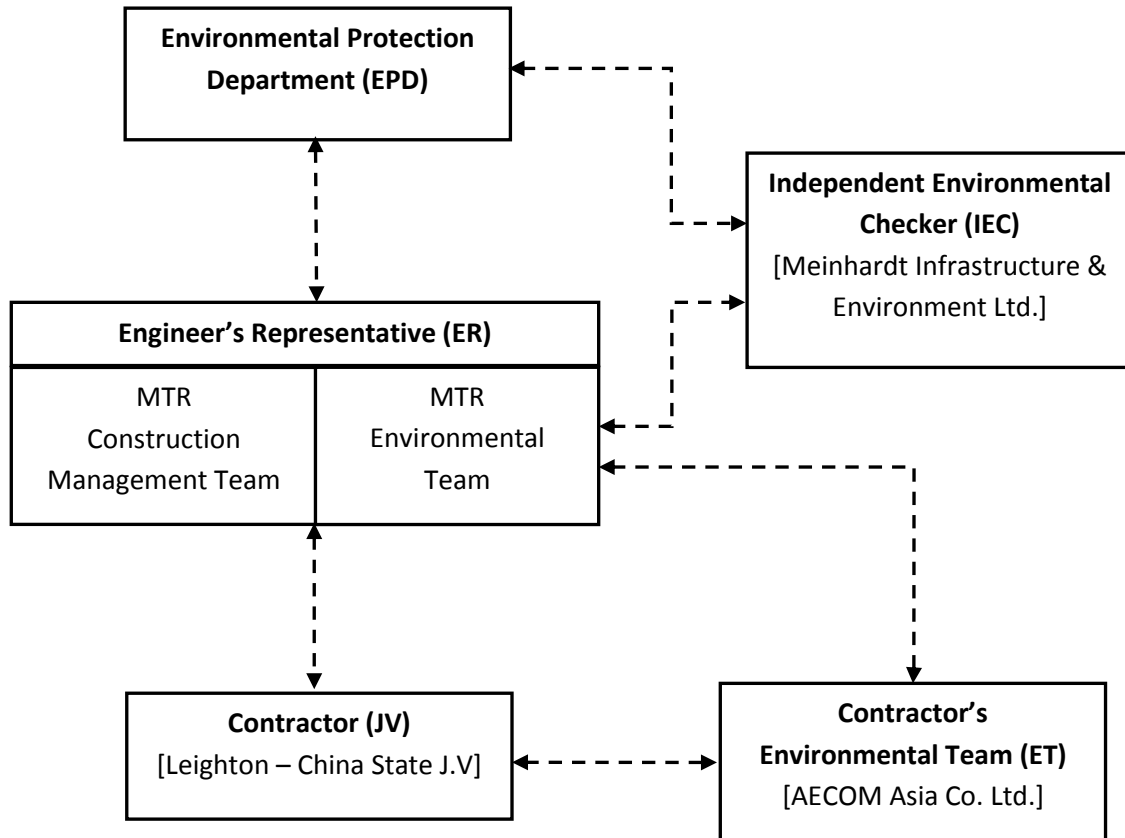 Environmental Protection
Department (EPD)
Independent Environmental
Checker (IEC)
[Meinhardt Infrastructure &
Environment Ltd.]
Engineer’s Representative (ER)
MTR
Construction
Management Team
MTR
Environmental
Team
Contractor (JV)
[Leighton – China State J.V]
Contractor’s
Environmental Team (ET)
[AECOM Asia Co. Ltd.]